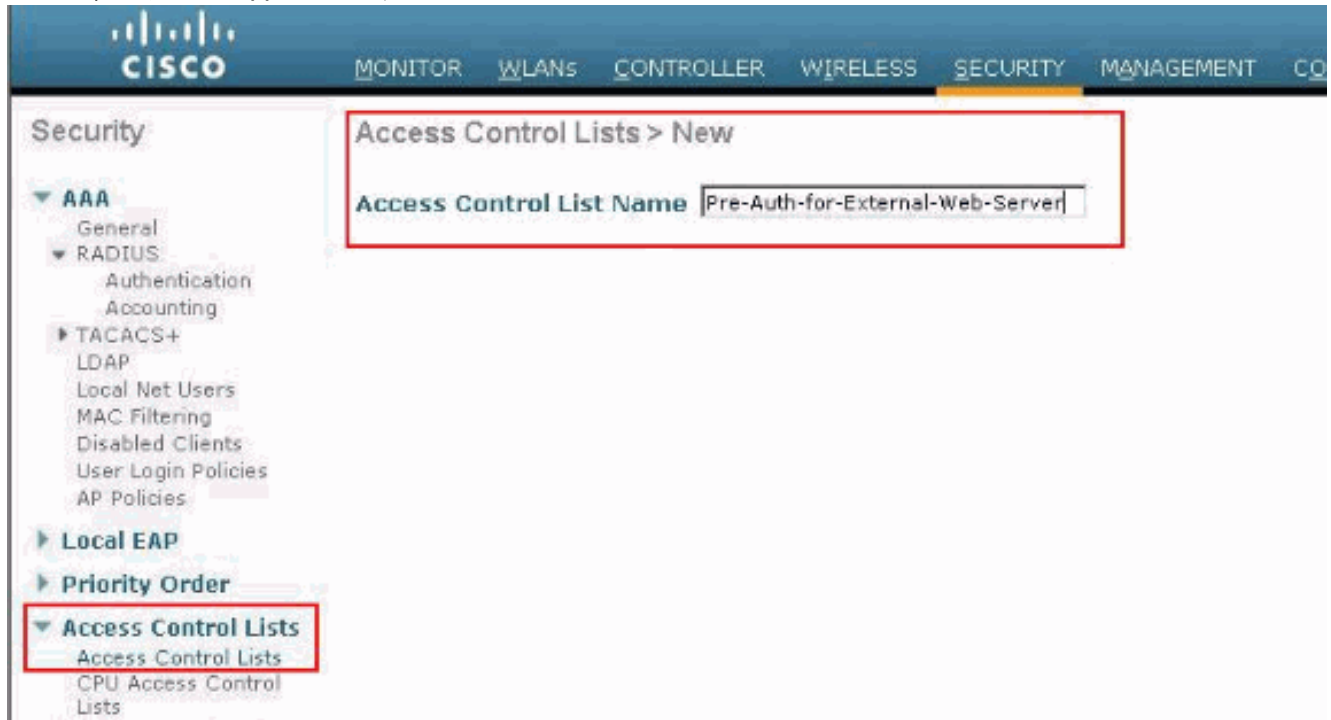 CISCO
MONITOR WLANs CONTROLLER WIRELESS SECURITY MANAGEMENT CO
Security
AAA
General
RADIUS
Authentication
Accounting
TACACS+
LDAP
Local Net Users
MAC Filtering
Disabled Clients
User Login Policies
AP Policies
Local EAP
Priority Order
Access Control Lists
Access Control Lists
CPU Access Control
Lists
Access Control Lists > New
Access Control List Name Pre-Auth-for-External-Web-Server